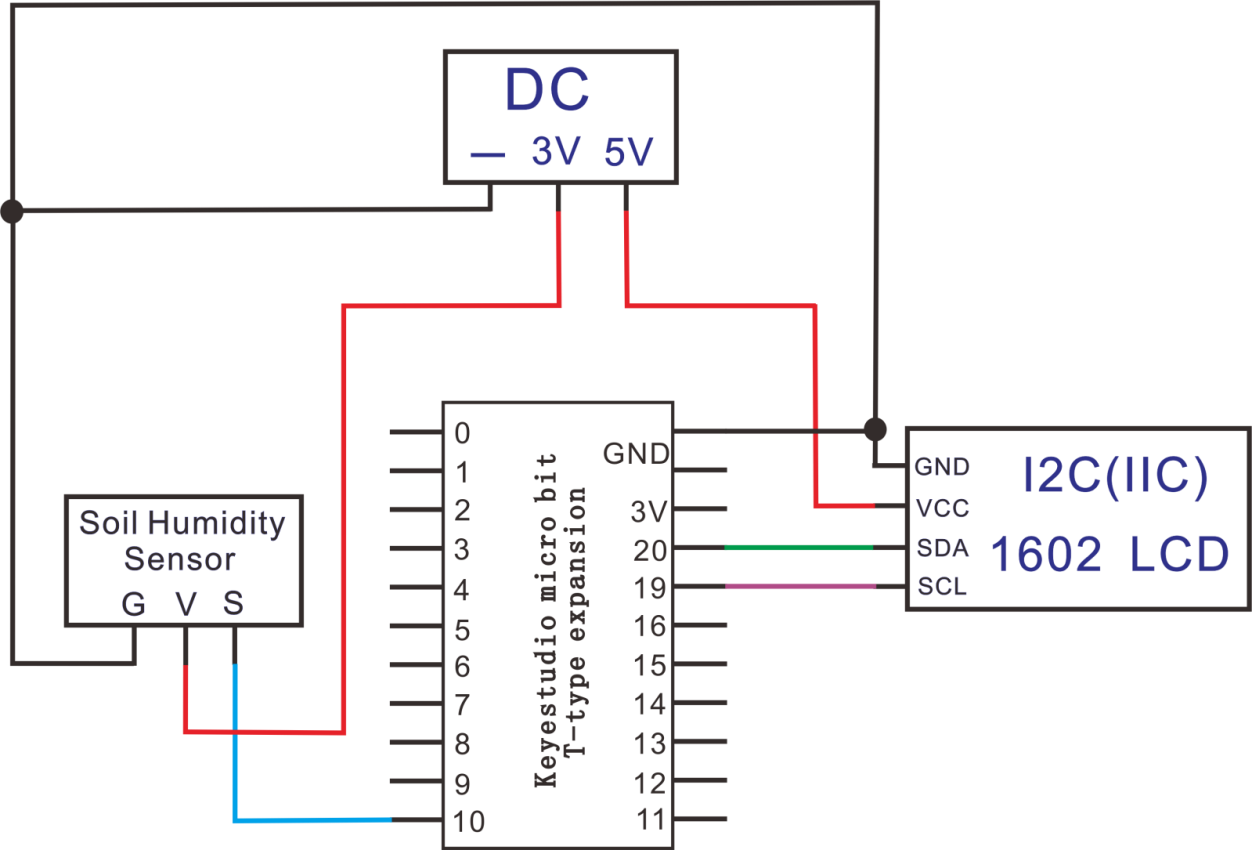 DC
— 3V 5V
0
1
2
3
4
5
6
7
8
9
10
Keyestudio micro bit
T-type expansion
GND
3V
20
19
16
15
14
13
12
11
Soil Humidity
Sensor
G V S
GND
VCC
SDA
SCL
I2C(IIC)
1602 LCD